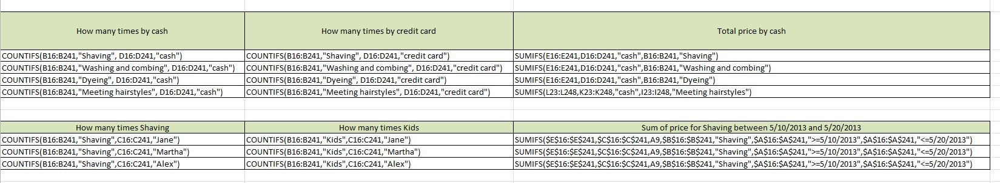 How many times by cash How many times by credit card Total price by cash
COUNTIFS(B16:B241,"Shaving", D16:D241,"cash") COUNTIFS(B16:B241,"Shaving", D16:D241,"credit card") SUMIFS(E16:E241,D16:D241,"cash",B16:B241,"Shaving")
COUNTIFS(B16:B241,"Washing and combing", D16:D241,"cash") COUNTIFS(B16:B241,"Washing and combing", D16:D241,"credit card") SUMIFS(E16:E241,D16:D241,"cash",B16:B241,"Washing and combing")
COUNTIFS(B16:B241,"Dyeing", D16:D241,"cash") COUNTIFS(B16:B241,"Dyeing", D16:D241,"credit card") SUMIFS(E16:E241,D16:D241,"cash",B16:B241,"Dyeing")
COUNTIFS(B16:B241,"Meeting hairstyles", D16:D241,"cash") COUNTIFS(B16:B241,"Meeting hairstyles", D16:D241,"credit card") SUMIFS(L23:L248,K23:K248,"cash",I23:I248,"Meeting hairstyles")
How many times Shaving How many times Kids Sum of price for Shaving between 5/10/2013 and 5/20/2013
COUNTIFS(B16:B241,"Shaving",C16:C241,"Jane") COUNTIFS(B16:B241,"Kids",C16:C241,"Jane") SUMIFS($E$16:$E$241,$C$16:$C$241,A9,$B$16:$B$241,"Shaving",$A$16:$A$241,">=5/10/2013",$A$16:$A$241,"<=5/20/2013")
COUNTIFS(B16:B241,"Shaving",C16:C241,"Martha") COUNTIFS(B16:B241,"Kids",C16:C241,"Martha") SUMIFS($E$16:$E$241,$C$16:$C$241,A9,$B$16:$B$241,"Shaving",$A$16:$A$241,">=5/10/2013",$A$16:$A$241,"<=5/20/2013")
COUNTIFS(B16:B241,"Shaving",C16:C241,"Alex") COUNTIFS(B16:B241,"Kids",C16:C241,"Alex") SUMIFS($E$16:$E$241,$C$16:$C$241,A9,$B$16:$B$241,"Shaving",$A$16:$A$241,">=5/10/2013",$A$16:$A$241,"<=5/20/2013")